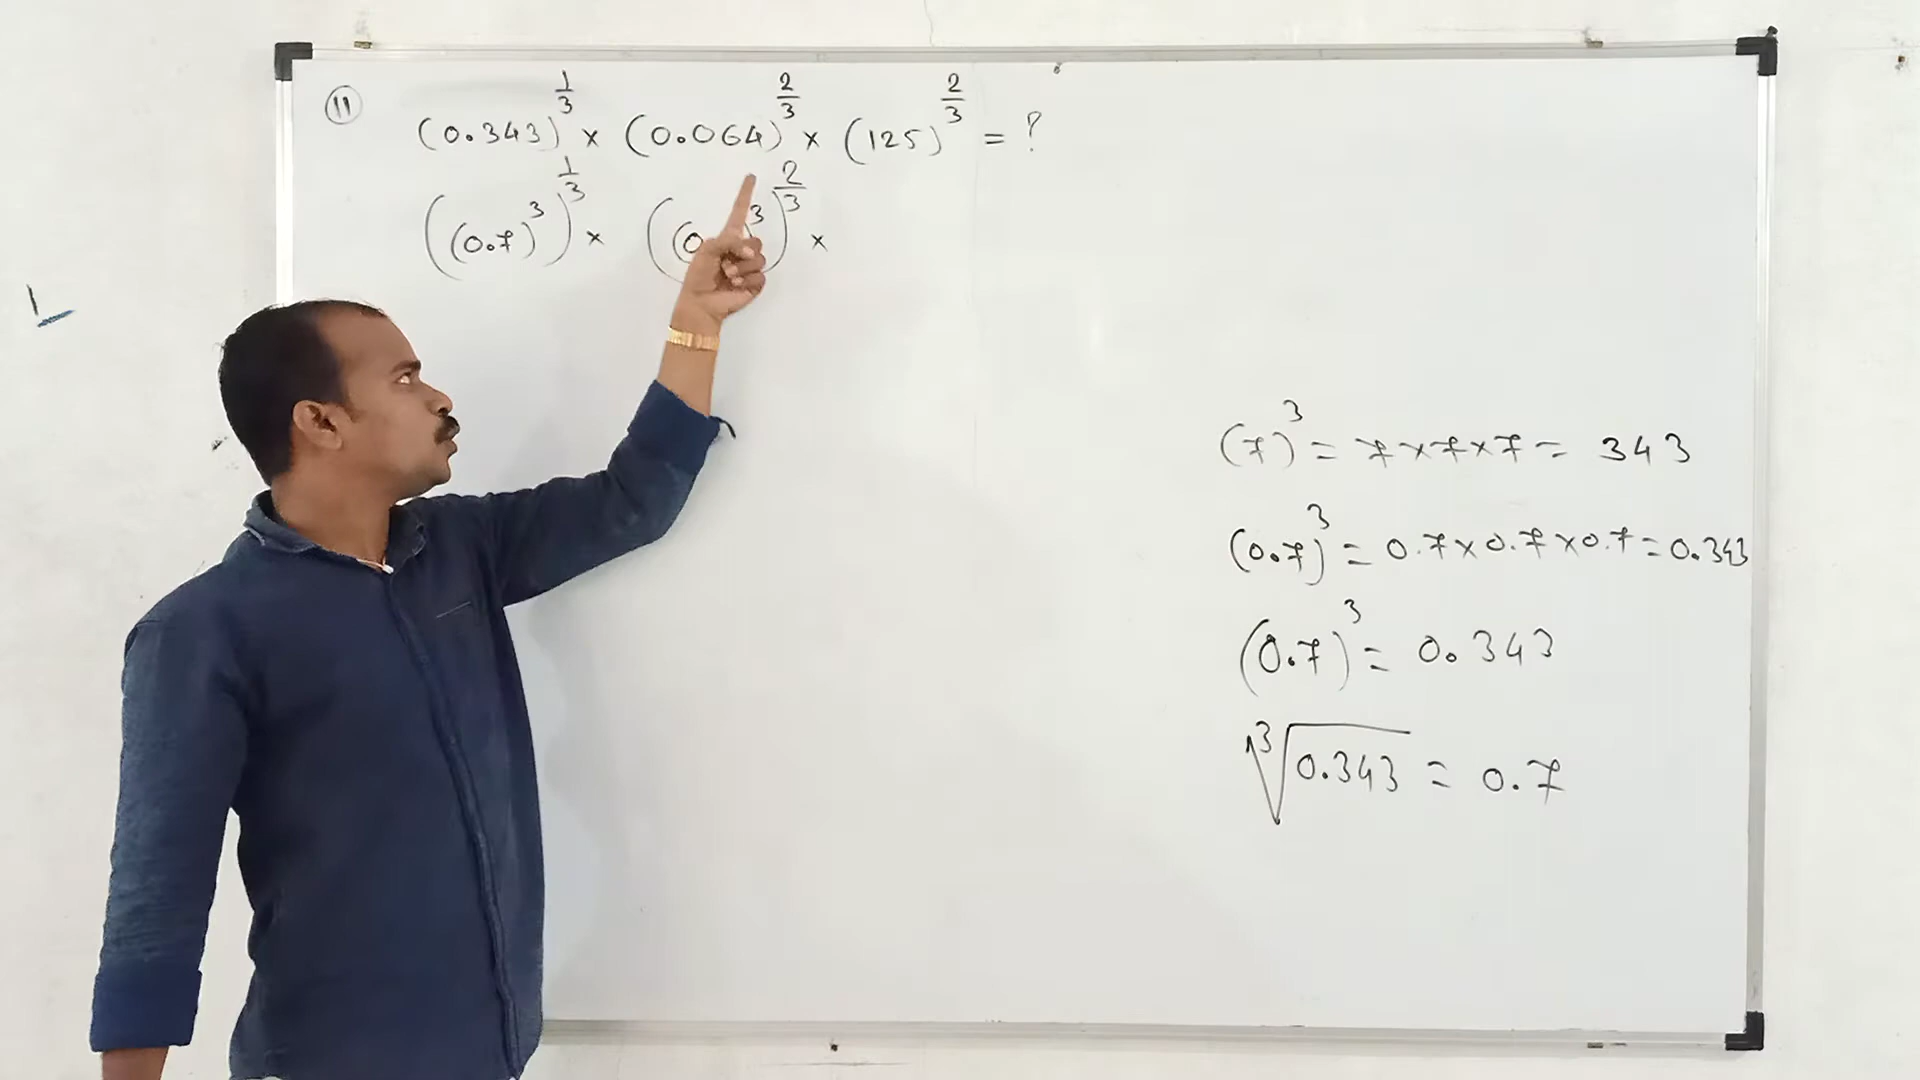 (11) (0.343)^(1/3) × (0.064)^(2/3) × (125)^(2/3) = ?
((0.7)^3)^(1/3) × ((0. )^3)^(2/3) ×
(7)^3 = 7×7×7 = 343
(0.7)^3 = 0.7×0.7×0.7=0.343
(0.7)^3 = 0.343
∛0.343 = 0.7